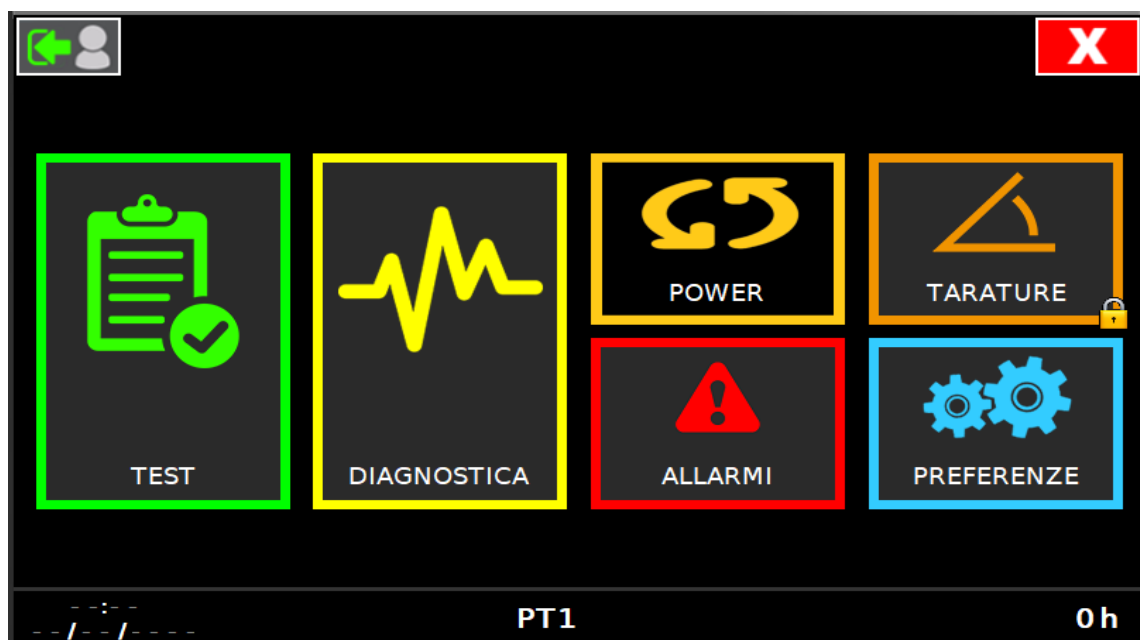 X
TEST
DIAGNOSTICA
POWER
TARATURE
ALLARMI
PREFERENZE
--:--
--/--/----
PT1
0 h